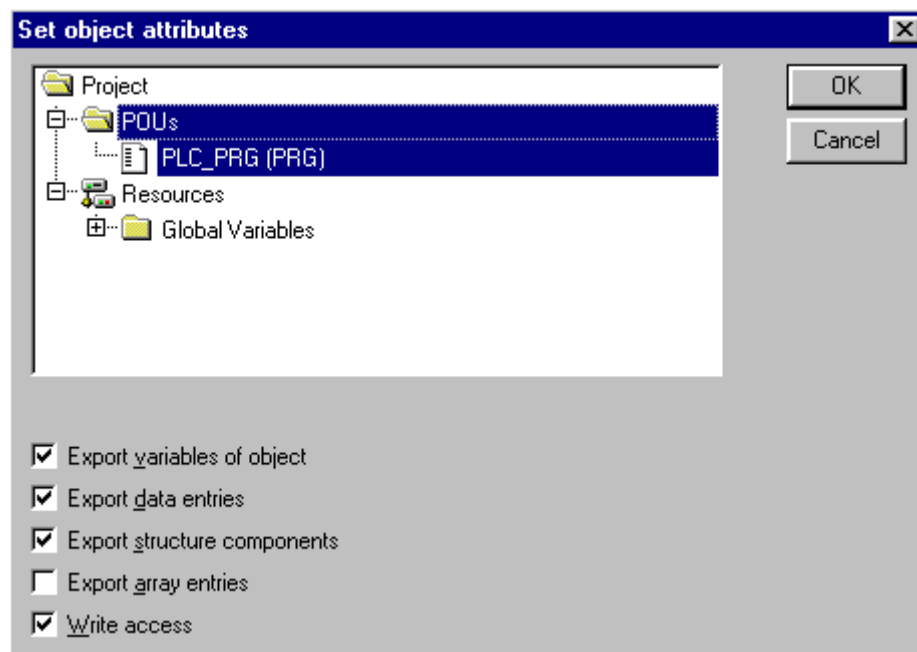 Set object attributes
Project
OK
POUs
Cancel
PLC_PRG (PRG)
Resources
Global Variables
Export variables of object
Export data entries
Export structure components
Export array entries
Write access